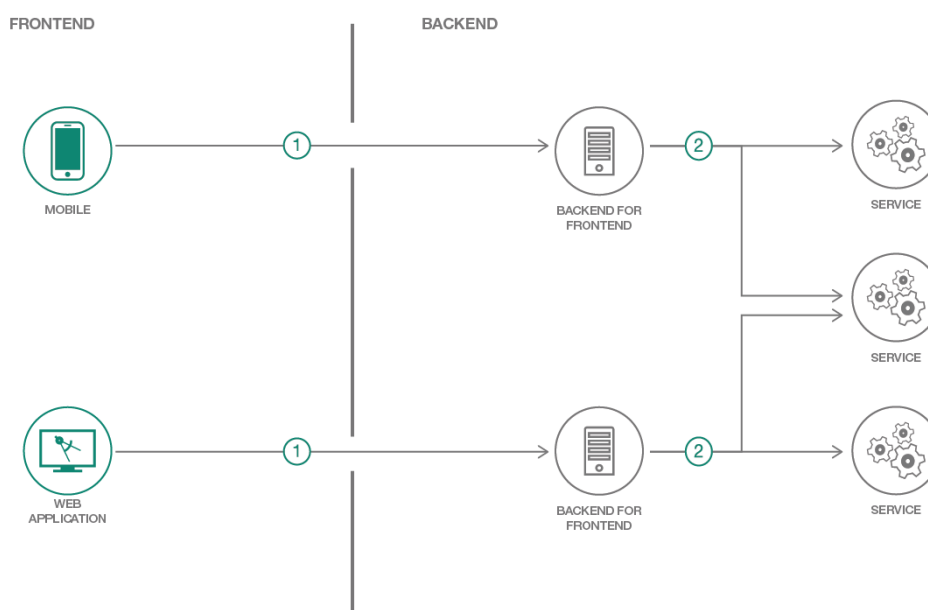 FRONTEND
BACKEND
1
2
MOBILE
BACKEND FOR
FRONTEND
SERVICE
SERVICE
1
2
WEB
APPLICATION
BACKEND FOR
FRONTEND
SERVICE